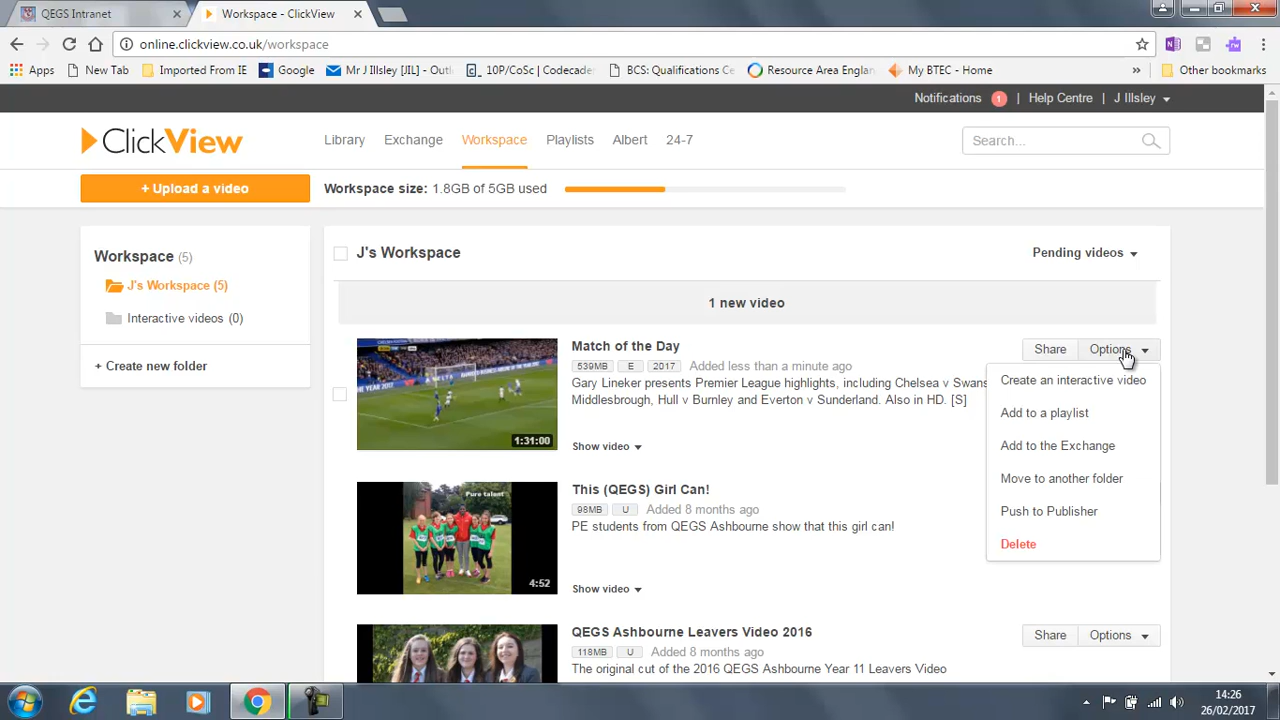 QEGS Intranet
Workspace - ClickView
online.clickview.co.uk/workspace
Apps
New Tab
Imported From IE
Google
Mr J Illsley [JIL] - Outl
10P/CoSc | Codecade
BCS: Qualifications Ce
Resource Area Englan
My BTEC - Home
»
Other bookmarks
Notifications 1 | Help Centre | J Illsley
ClickView
Library
Exchange
Workspace
Playlists
Albert
24-7
Search...
+ Upload a video
Workspace size: 1.8GB of 5GB used
Workspace (5)
J's Workspace (5)
Interactive videos (0)
+ Create new folder
J's Workspace
Pending videos
1 new video
Match of the Day
Share
Options
539MB E 2017 Added less than a minute ago
Gary Lineker presents Premier League highlights, including Chelsea v Swans
Middlesbrough, Hull v Burnley and Everton v Sunderland. Also in HD. [S]
1:31:00
Show video
Create an interactive video
Add to a playlist
Add to the Exchange
Move to another folder
Push to Publisher
Delete
Pure talent
This (QEGS) Girl Can!
98MB U Added 8 months ago
PE students from QEGS Ashbourne show that this girl can!
4:52
Show video
QEGS Ashbourne Leavers Video 2016
Share
Options
118MB U Added 8 months ago
The original cut of the 2016 QEGS Ashbourne Year 11 Leavers Video
14:26
26/02/2017